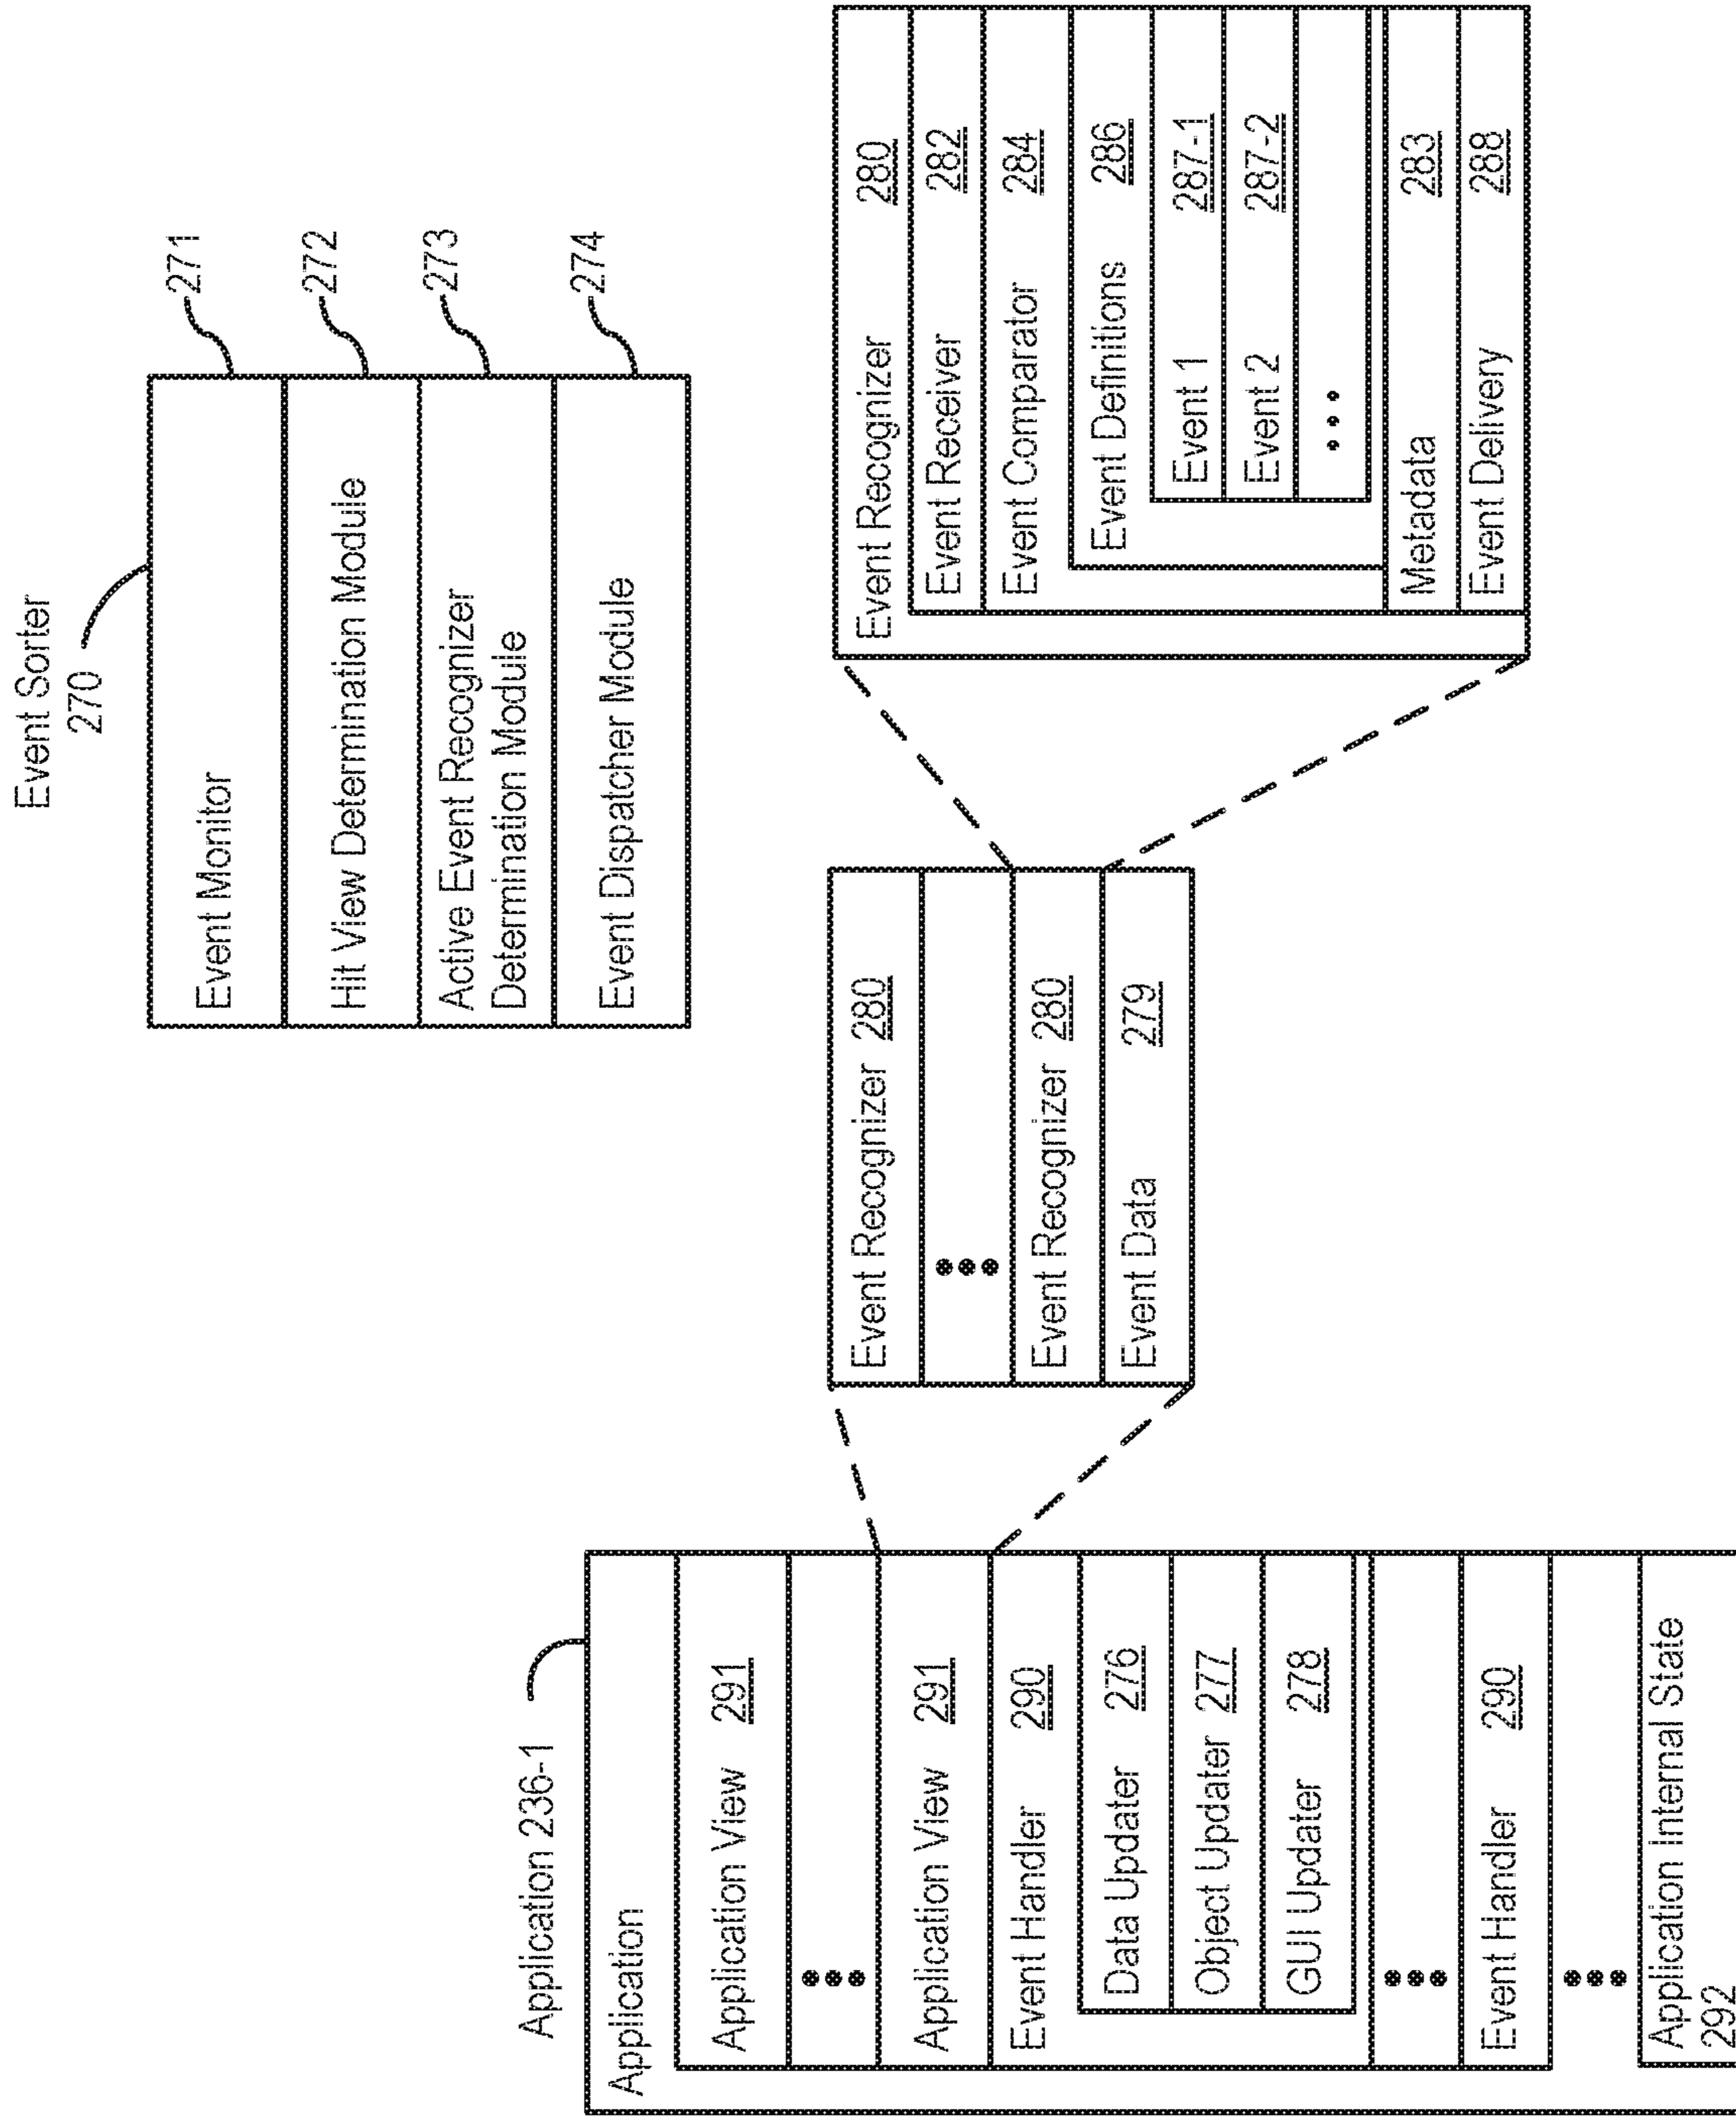 Event Sorter
270
Event Monitor
271
Hit View Determination Module
272
Active Event Recognizer
Determination Module
273
Event Dispatcher Module
274
Application 236-1
Application
Application View 291
Application View 291
Event Handler 290
Data Updater 276
Object Updater 277
GUI Updater 278
Event Handler 290
Application Internal State
292
Event Recognizer 280
Event Recognizer 280
Event Data 279
Event Recognizer 280
Event Receiver 282
Event Comparator 284
Event Definitions 286
Event 1 287-1
Event 2 287-2
Metadata 283
Event Delivery 288